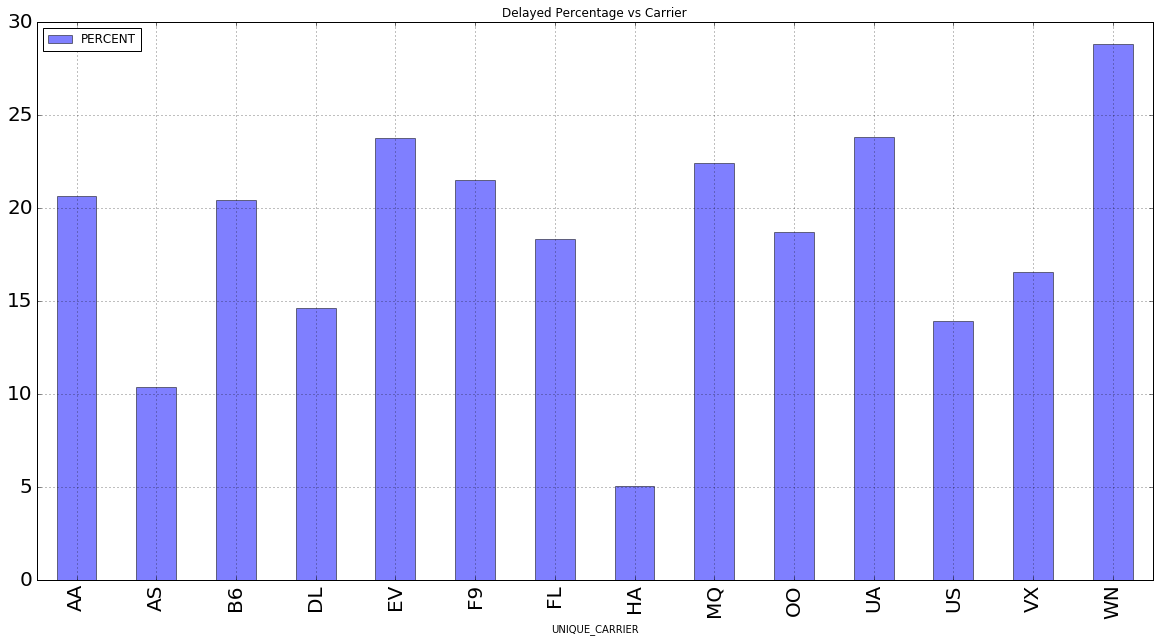 Delayed Percentage vs Carrier
PERCENT
30
25
20
15
10
5
0
AA AS B6 DL EV F9 FL HA MQ OO UA US VX WN
UNIQUE_CARRIER